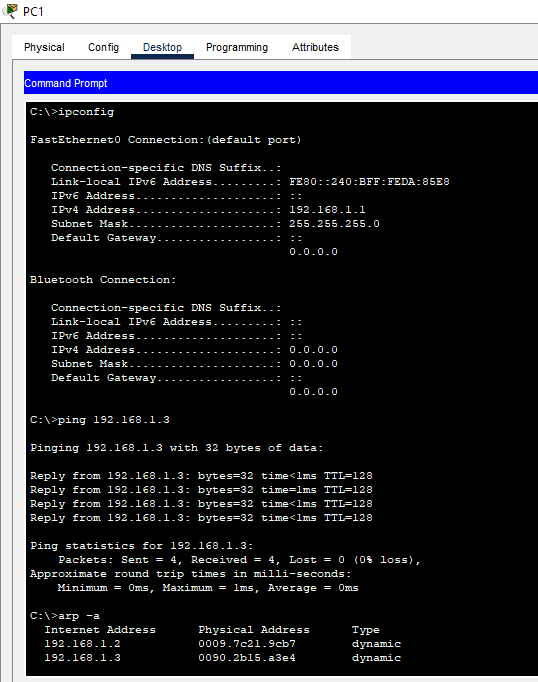 PC1
Physical Config Desktop Programming Attributes
Command Prompt
C:\>ipconfig
FastEthernet0 Connection:(default port)
Connection-specific DNS Suffix..:
Link-local IPv6 Address.........: FE80::240:BFF:FEDA:85E8
IPv6 Address....................: ::
IPv4 Address....................: 192.168.1.1
Subnet Mask.....................: 255.255.255.0
Default Gateway.................: ::
0.0.0.0
Bluetooth Connection:
Connection-specific DNS Suffix..:
Link-local IPv6 Address.........: ::
IPv6 Address....................: ::
IPv4 Address....................: 0.0.0.0
Subnet Mask.....................: 0.0.0.0
Default Gateway.................: ::
0.0.0.0
C:\>ping 192.168.1.3
Pinging 192.168.1.3 with 32 bytes of data:
Reply from 192.168.1.3: bytes=32 time<1ms TTL=128
Reply from 192.168.1.3: bytes=32 time=1ms TTL=128
Reply from 192.168.1.3: bytes=32 time<1ms TTL=128
Reply from 192.168.1.3: bytes=32 time<1ms TTL=128
Ping statistics for 192.168.1.3:
Packets: Sent = 4, Received = 4, Lost = 0 (0% loss),
Approximate round trip times in milli-seconds:
Minimum = 0ms, Maximum = 1ms, Average = 0ms
C:\>arp -a
Internet Address Physical Address Type
192.168.1.2 0009.7c21.9cb7 dynamic
192.168.1.3 0090.2b15.a3e4 dynamic